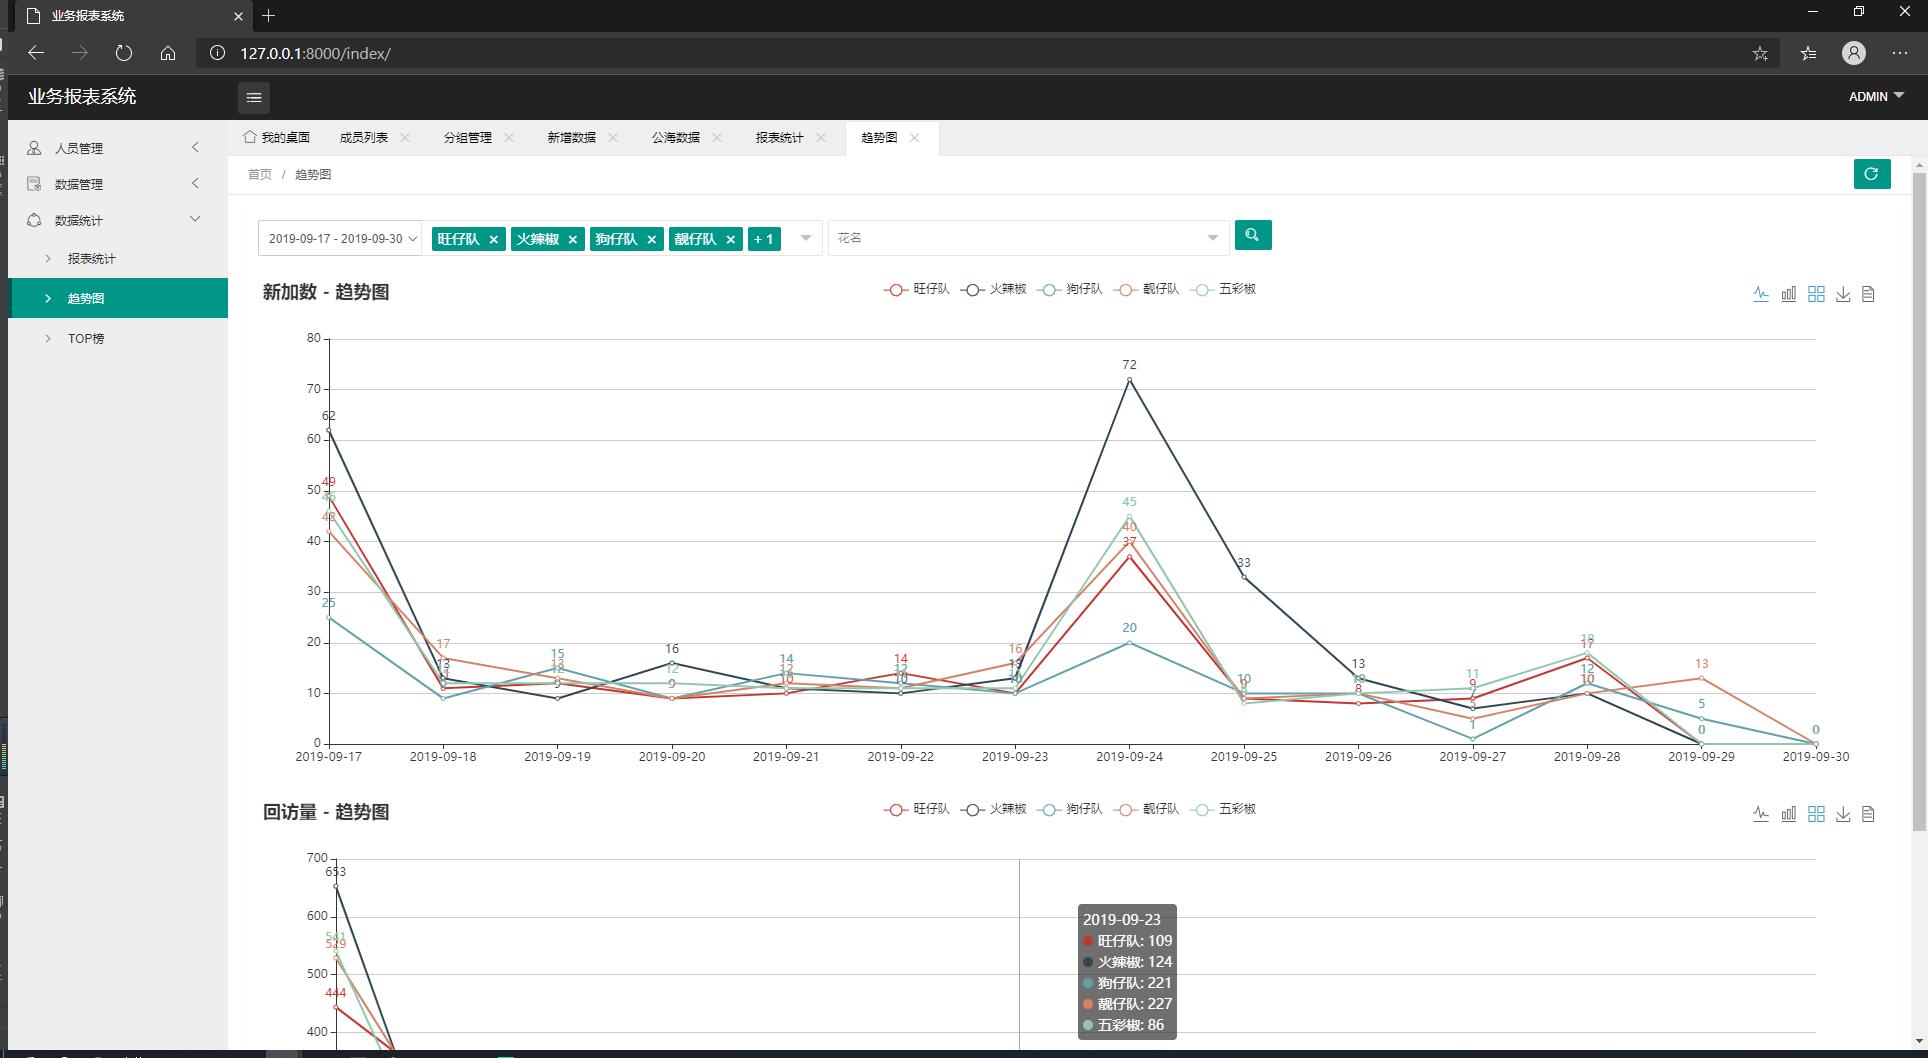 业务报表系统
127.0.0.1:8000/index/
业务报表系统
ADMIN
人员管理
数据管理
数据统计
报表统计
趋势图
TOP榜
我的桌面 成员列表 分组管理 新增数据 公海数据 报表统计 趋势图
首页 / 趋势图
2019-09-17 - 2019-09-30 旺仔队 火辣椒 狗仔队 靓仔队 + 1 花名
新加数 - 趋势图
旺仔队 火辣椒 狗仔队 靓仔队 五彩椒
80
72
70
62
60
50
49
45
40
40
37
33
30
25
20
20
17 15 16 14 14 16 13 11 17 13
12 12
10 10 10
9 8 9
5
1
0 0 0
2019-09-17 2019-09-18 2019-09-19 2019-09-20 2019-09-21 2019-09-22 2019-09-23 2019-09-24 2019-09-25 2019-09-26 2019-09-27 2019-09-28 2019-09-29 2019-09-30
回访量 - 趋势图
旺仔队 火辣椒 狗仔队 靓仔队 五彩椒
700
653
600
541
529
500
444
400
2019-09-23
旺仔队: 109
火辣椒: 124
狗仔队: 221
靓仔队: 227
五彩椒: 86